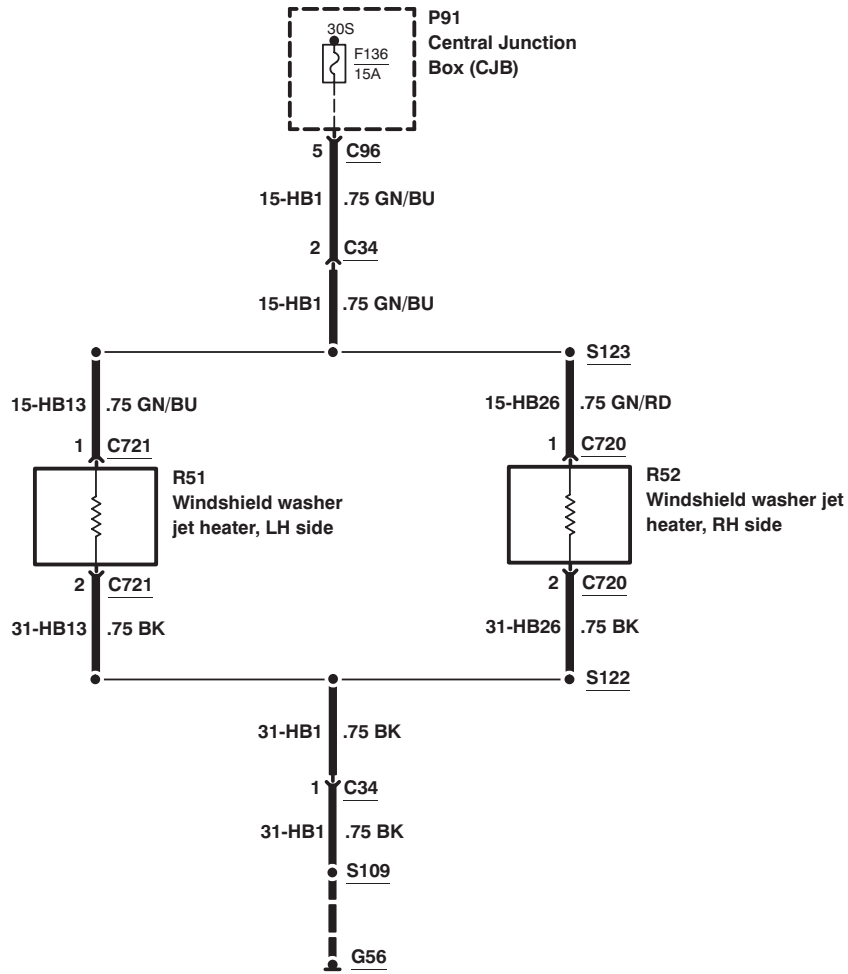 P91
Central Junction
Box (CJB)
30S
F136
15A
5 C96
15-HB1 .75 GN/BU
2 C34
15-HB1 .75 GN/BU
S123
15-HB13 .75 GN/BU
15-HB26 .75 GN/RD
1 C721
1 C720
R51
Windshield washer
jet heater, LH side
R52
Windshield washer jet
heater, RH side
2 C721
2 C720
31-HB13 .75 BK
31-HB26 .75 BK
S122
31-HB1 .75 BK
1 C34
31-HB1 .75 BK
S109
G56